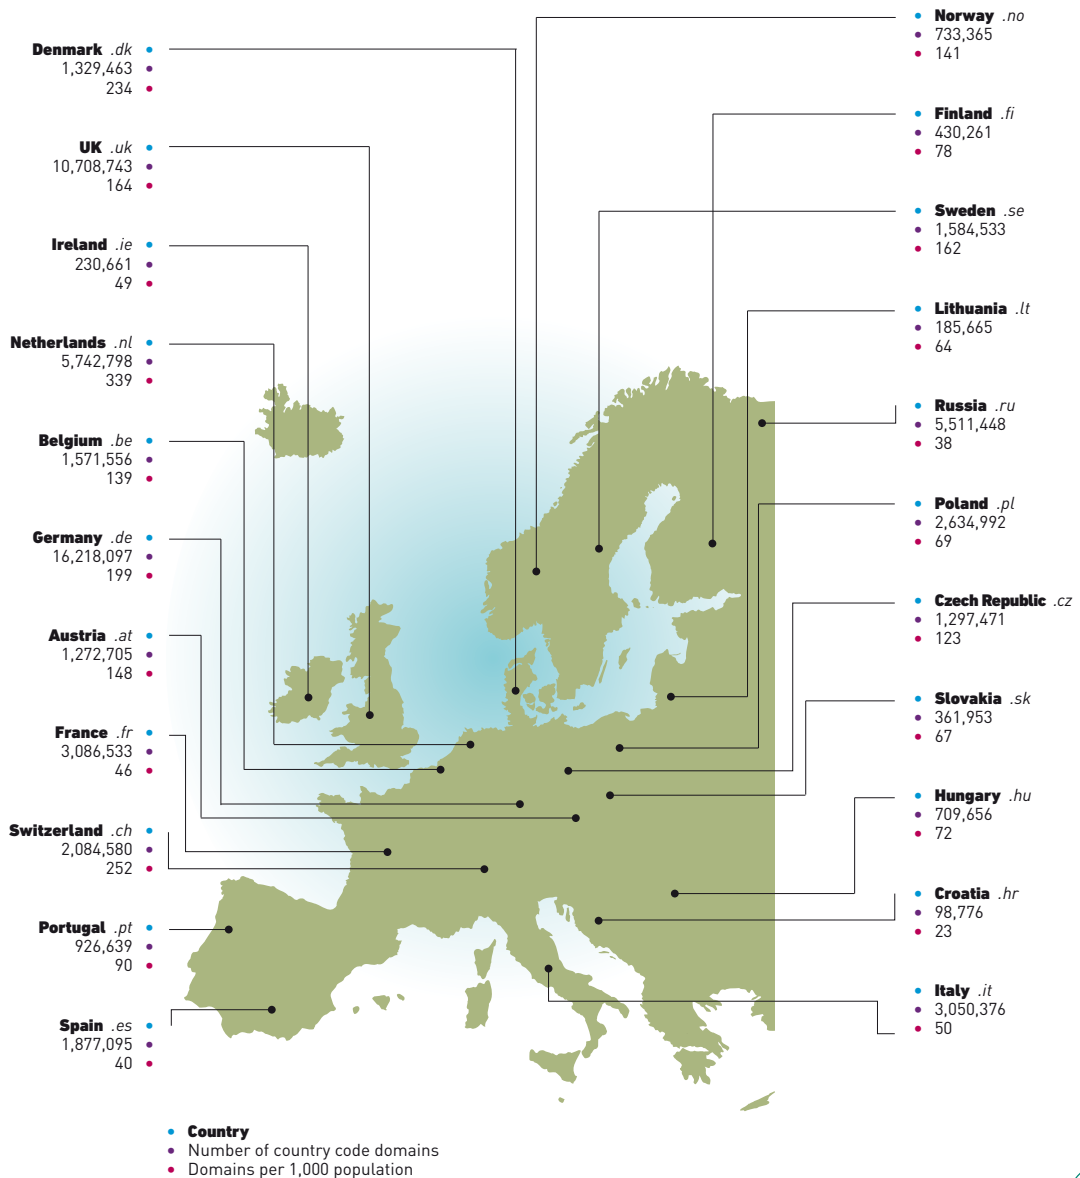 Denmark .dk
1,329,463
234
UK .uk
10,708,743
164
Ireland .ie
230,661
49
Netherlands .nl
5,742,798
339
Belgium .be
1,571,556
139
Germany .de
16,218,097
199
Austria .at
1,272,705
148
France .fr
3,086,533
46
Switzerland .ch
2,084,580
252
Portugal .pt
926,639
90
Spain .es
1,877,095
40
Norway .no
733,365
141
Finland .fi
430,261
78
Sweden .se
1,584,533
162
Lithuania .lt
185,665
64
Russia .ru
5,511,448
38
Poland .pl
2,634,992
69
Czech Republic .cz
1,297,471
123
Slovakia .sk
361,953
67
Hungary .hu
709,656
72
Croatia .hr
98,776
23
Italy .it
3,050,376
50
Country
Number of country code domains
Domains per 1,000 population